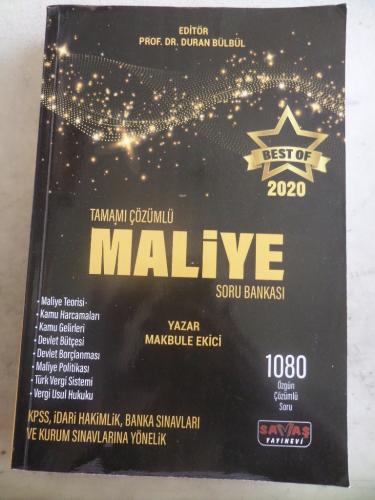 EDİTÖR
PROF. DR. DURAN BÜLBÜL
BEST OF
2020
TAMAMI ÇÖZÜMLÜ
MALİYE
SORU BANKASI
YAZAR
MAKBULE EKİCİ
• Maliye Teorisi •
• Kamu Harcamaları
• Kamu Gelirleri
• Devlet Bütçesi
• Devlet Borçlanması
• Maliye Politikası
• Türk Vergi Sistemi
• Vergi Usul Hukuku
1080
Özgün
Çözümlü
Soru
KPSS, İDARİ HAKİMLİK, BANKA SINAVLARI
VE KURUM SINAVLARINA YÖNELİK
SAVAŞ
YAYINEVİ